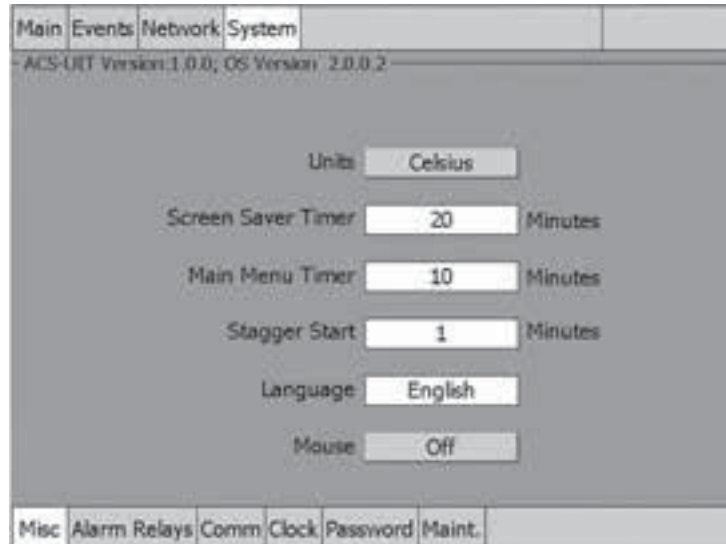 Main Events Network System
ACS-UIT Version:1.0.0; OS Version 2.0.0.2
Units Celsius
Screen Saver Timer 20 Minutes
Main Menu Timer 10 Minutes
Stagger Start 1 Minutes
Language English
Mouse Off
Misc Alarm Relays Comm Clock Password Maint.